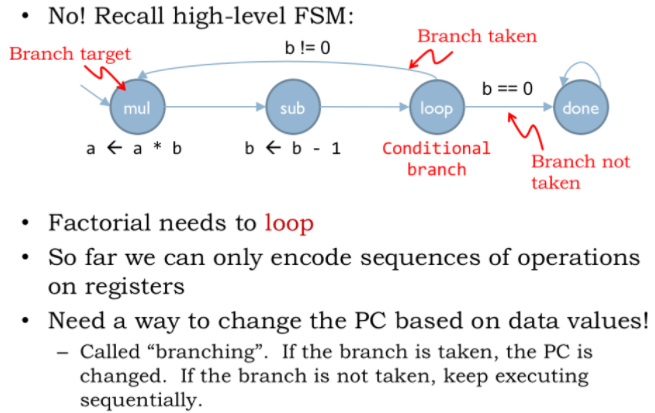 • No! Recall high-level FSM:
Branch taken
b != 0
Branch target
b == 0
mul
sub
loop
done
a ← a * b
b ← b - 1
Conditional
branch
Branch not
taken
• Factorial needs to loop
• So far we can only encode sequences of operations
on registers
• Need a way to change the PC based on data values!
– Called “branching”. If the branch is taken, the PC is
changed. If the branch is not taken, keep executing
sequentially.